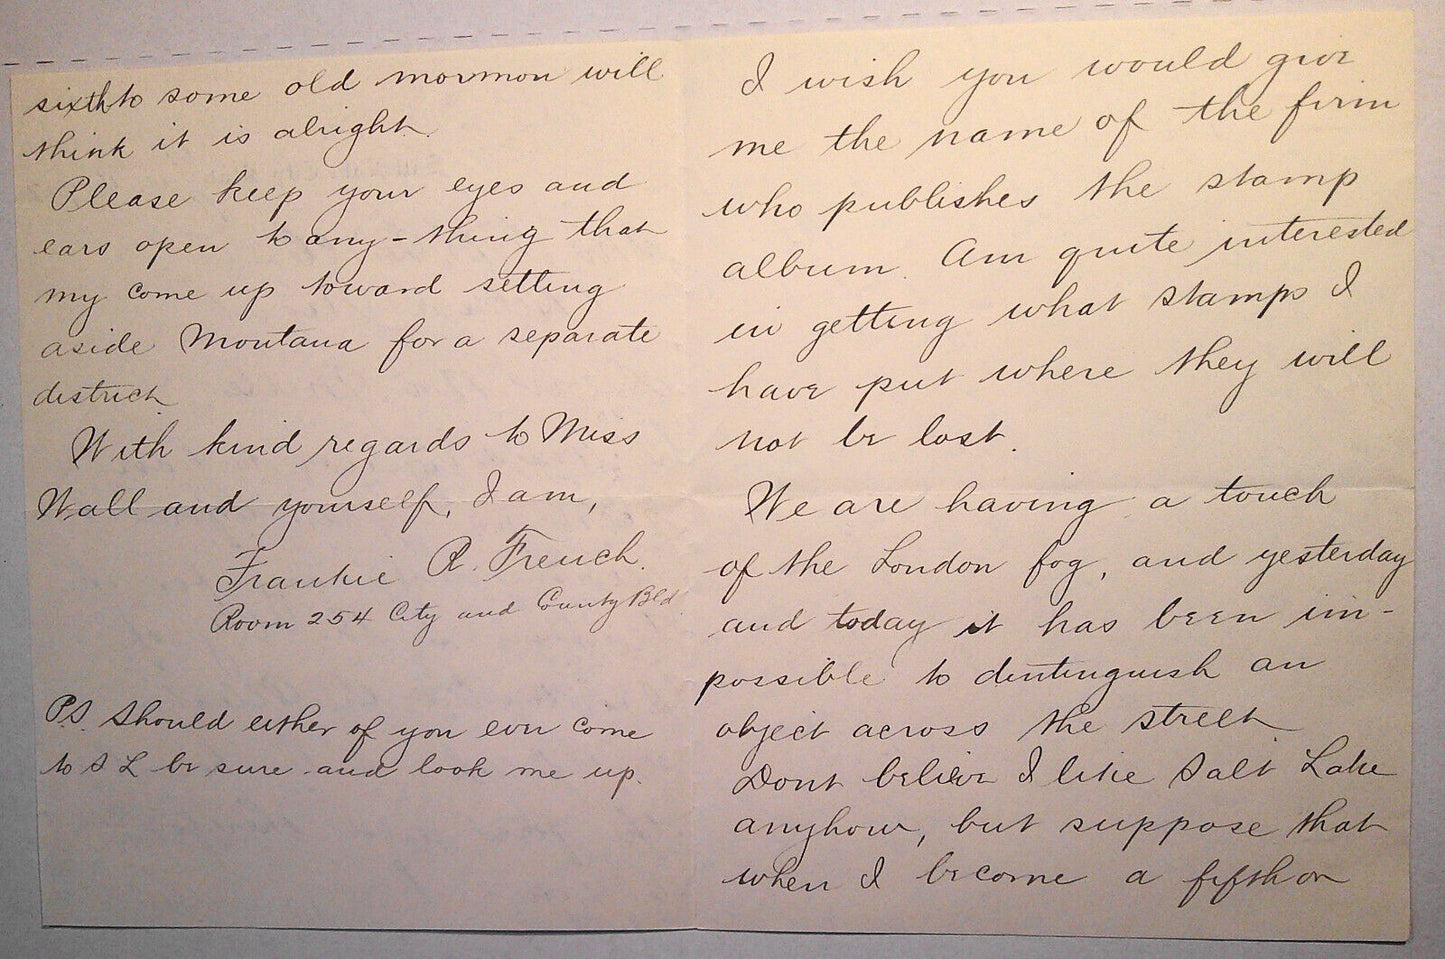 I wish you would give
me the name of the firm
who publishes the stamp
album. Am quite interested
in getting what stamps I
have put where they will
not be lost.
We are having a touch
of the London fog, and yesterday
and today it has been im-
possible to dintinguish an
object across the street
Dont believe I like Salt Lake
anyhow, but suppose that
when I become a fifth or
sixth to some old mormon will
think it is alright.
Please keep your eyes and
ears open to any-thing that
my come up toward setting
aside Montana for a separate
district
With kind regards to Miss
Wall and yourself, I am,
Frankie R. French.
Room 254 City and County Bld
P.S. Should either of you ever come
to S L be sure and look me up.